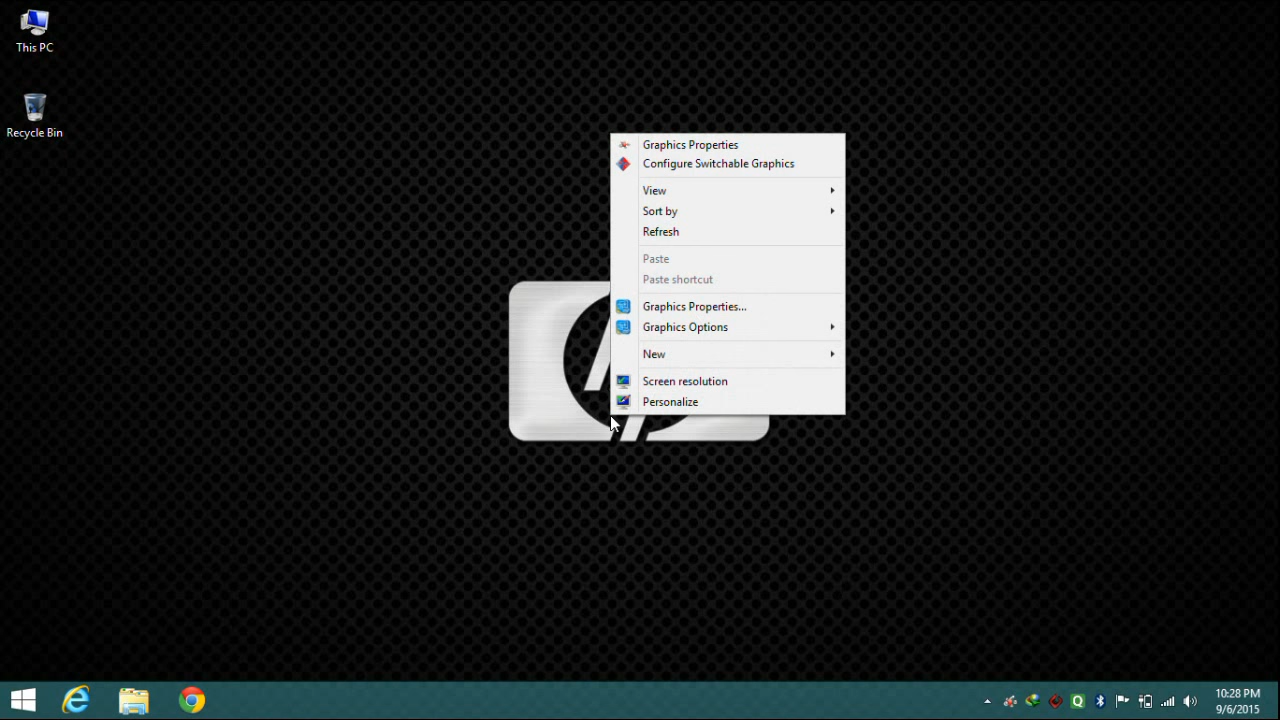 This PC
Recycle Bin
Graphics Properties
Configure Switchable Graphics
View
Sort by
Refresh
Paste
Paste shortcut
Graphics Properties...
Graphics Options
New
Screen resolution
Personalize
10:28 PM
9/6/2015